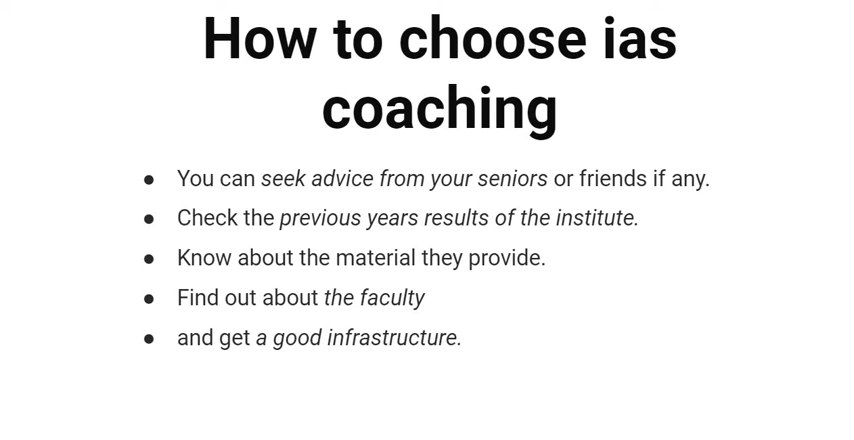 How to choose ias
coaching
● You can seek advice from your seniors or friends if any.
● Check the previous years results of the institute.
● Know about the material they provide.
● Find out about the faculty
● and get a good infrastructure.